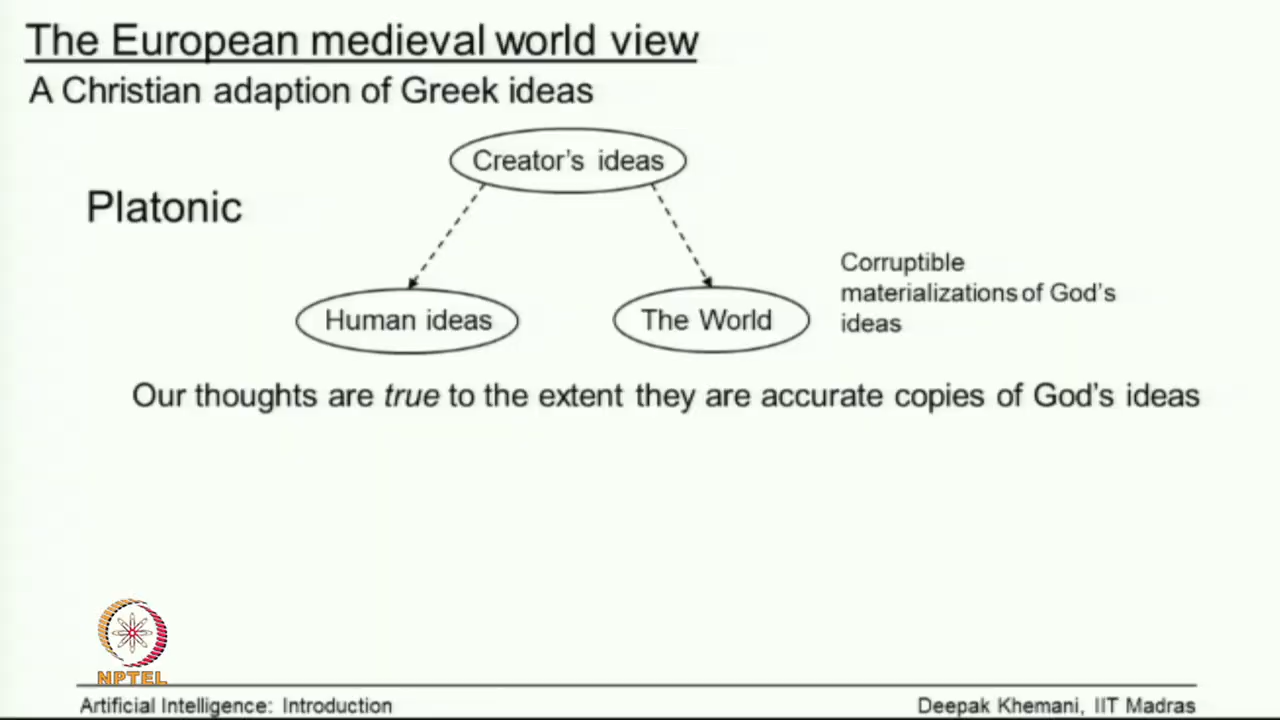 The European medieval world view
A Christian adaption of Greek ideas
Creator's ideas
Platonic
Human ideas
The World
Corruptible
materializations of God's
ideas
Our thoughts are true to the extent they are accurate copies of God's ideas
NPTEL
Artificial Intelligence: Introduction
Deepak Khemani, IIT Madras